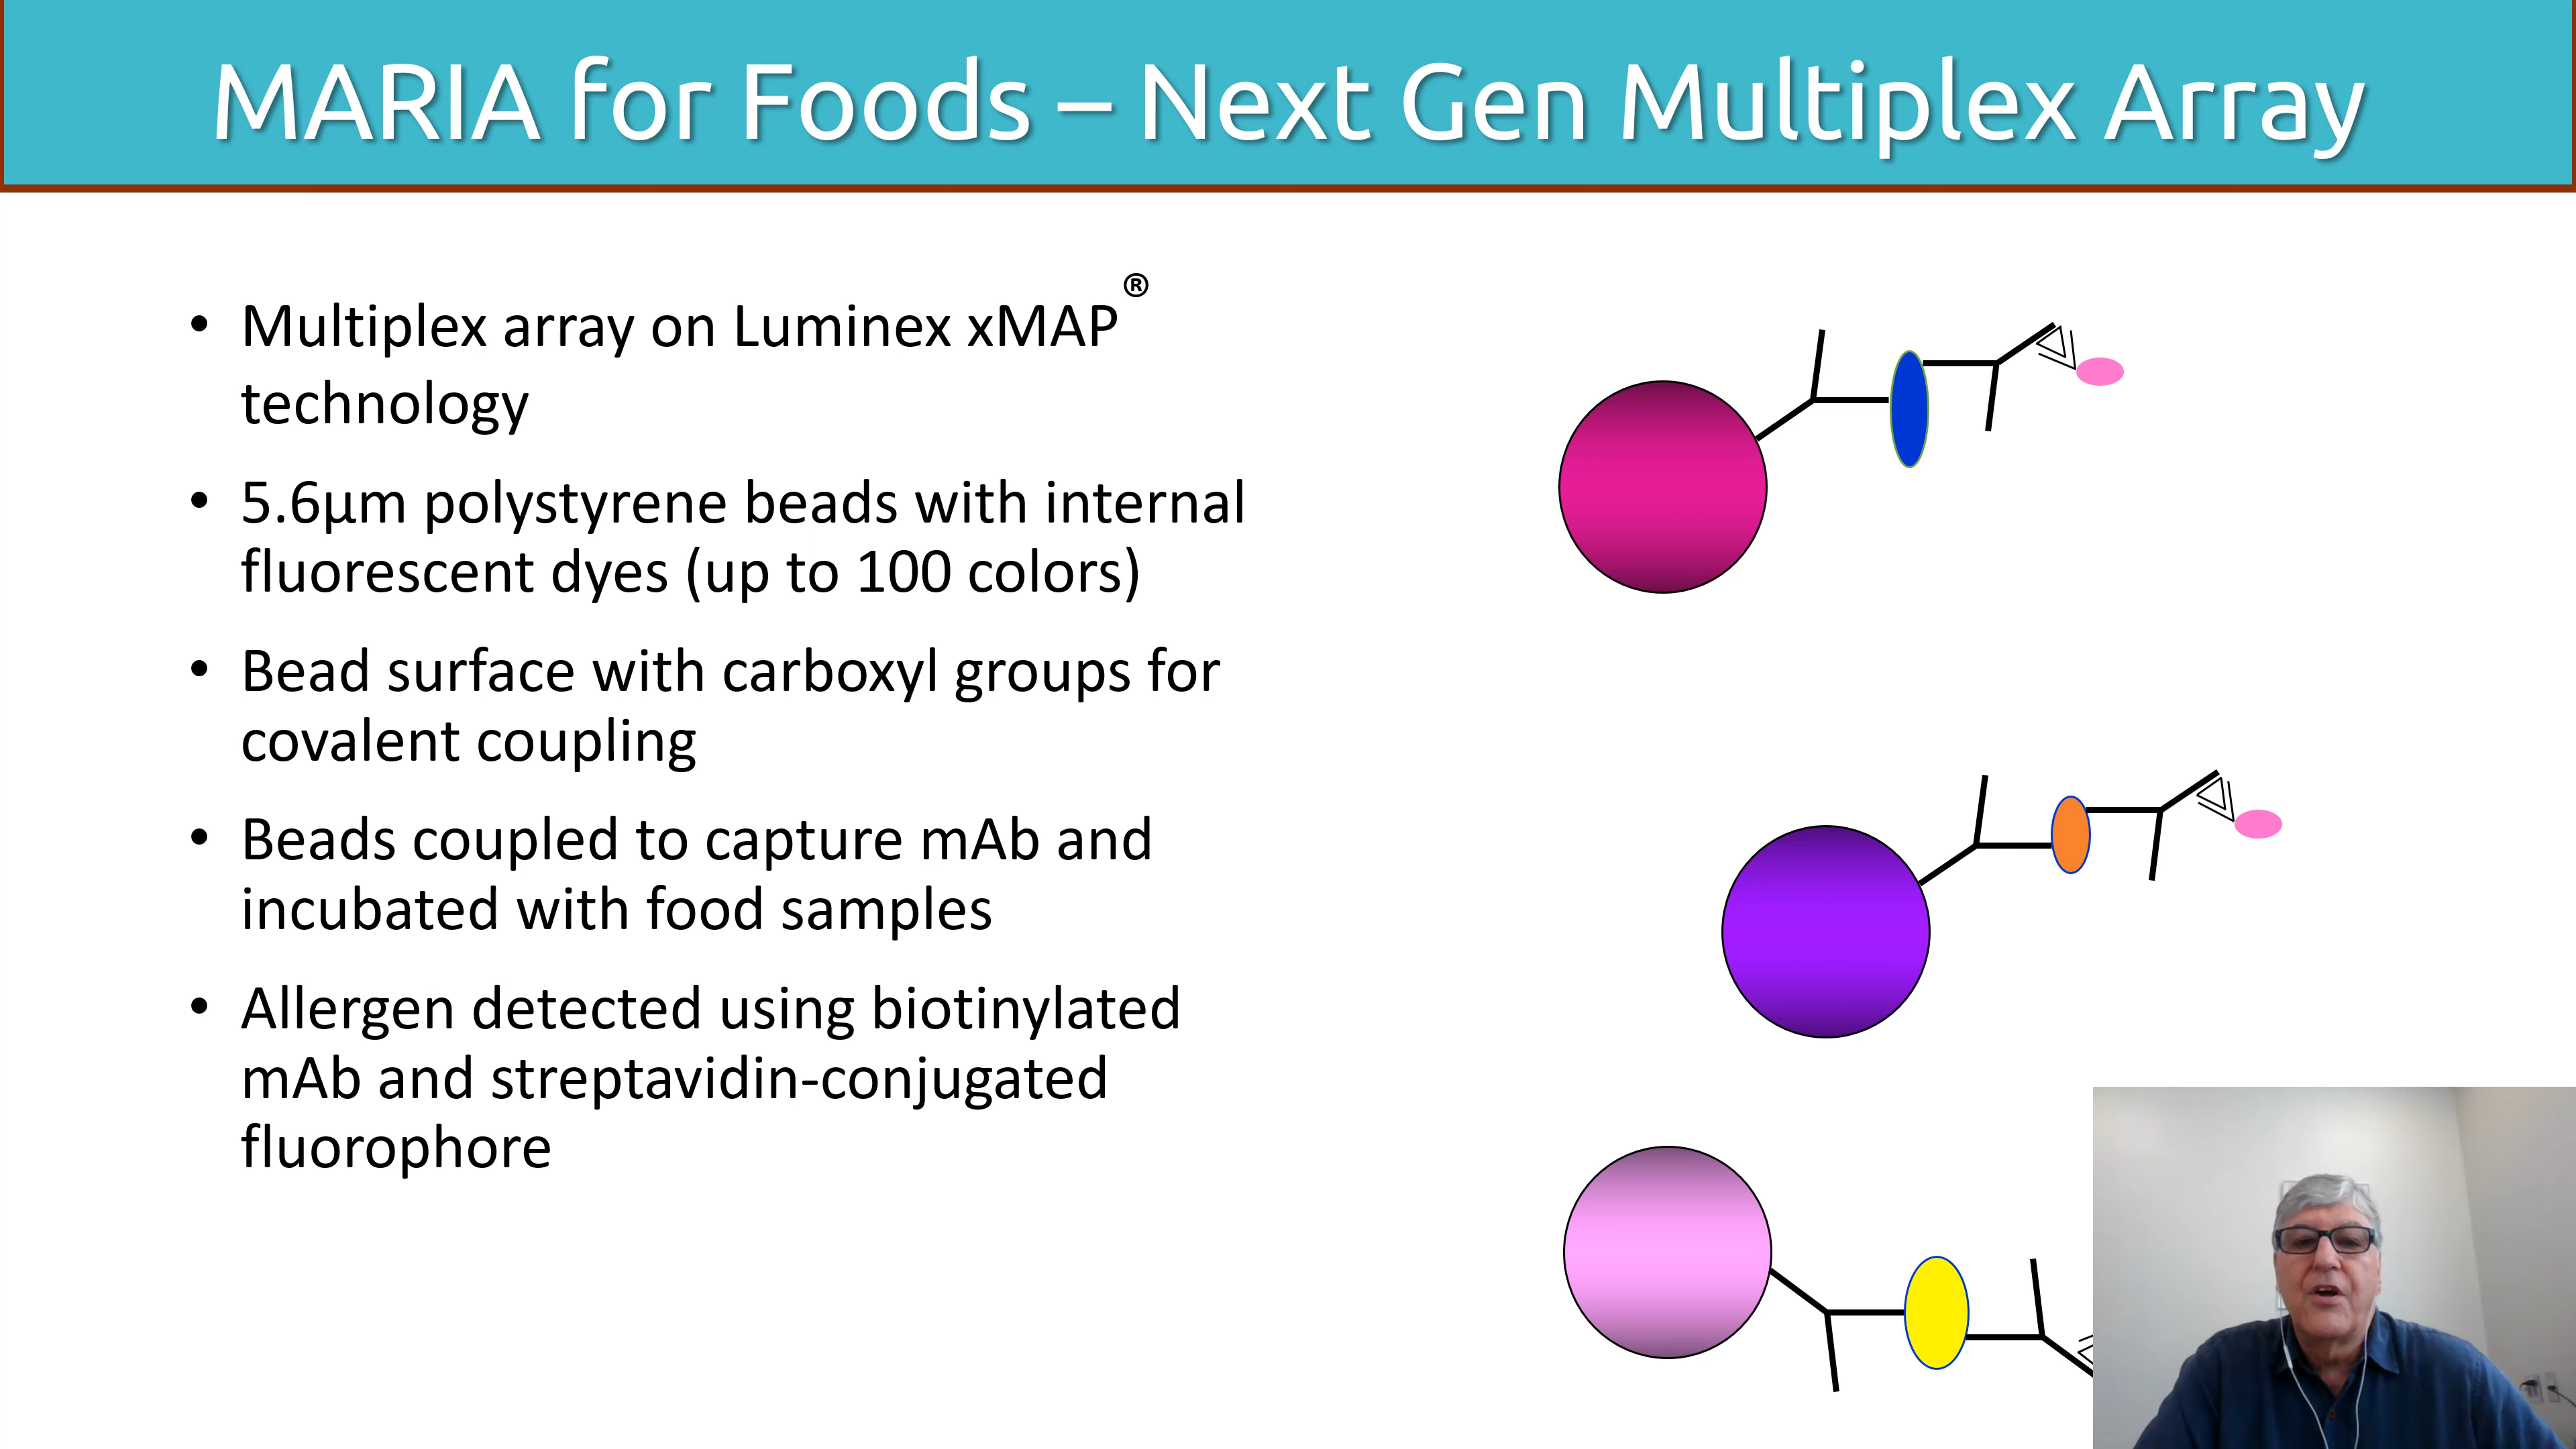 MARIA for Foods – Next Gen Multiplex Array
• Multiplex array on Luminex xMAP®
technology
• 5.6µm polystyrene beads with internal
fluorescent dyes (up to 100 colors)
• Bead surface with carboxyl groups for
covalent coupling
• Beads coupled to capture mAb and
incubated with food samples
• Allergen detected using biotinylated
mAb and streptavidin-conjugated
fluorophore